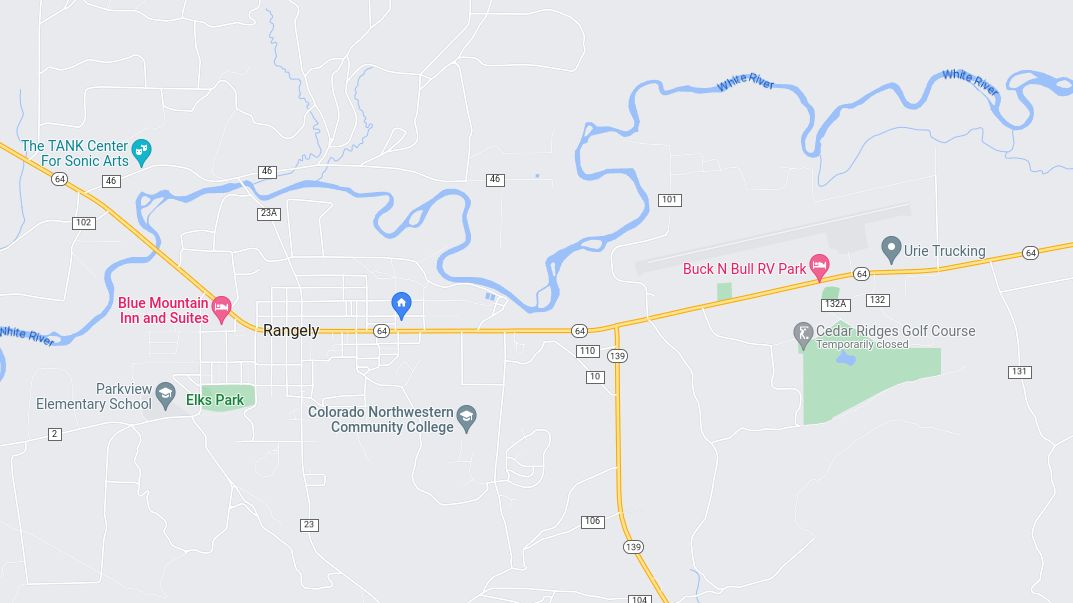 White River
White River
The TANK Center
For Sonic Arts
64
46
46
46
101
23A
102
Urie Trucking
64
Buck N Bull RV Park
64
132
132A
Blue Mountain
Inn and Suites
Rangely
64
64
White River
Cedar Ridges Golf Course
Temporarily closed
110
139
10
131
Parkview
Elementary School
Elks Park
Colorado Northwestern
Community College
2
23
106
139
104